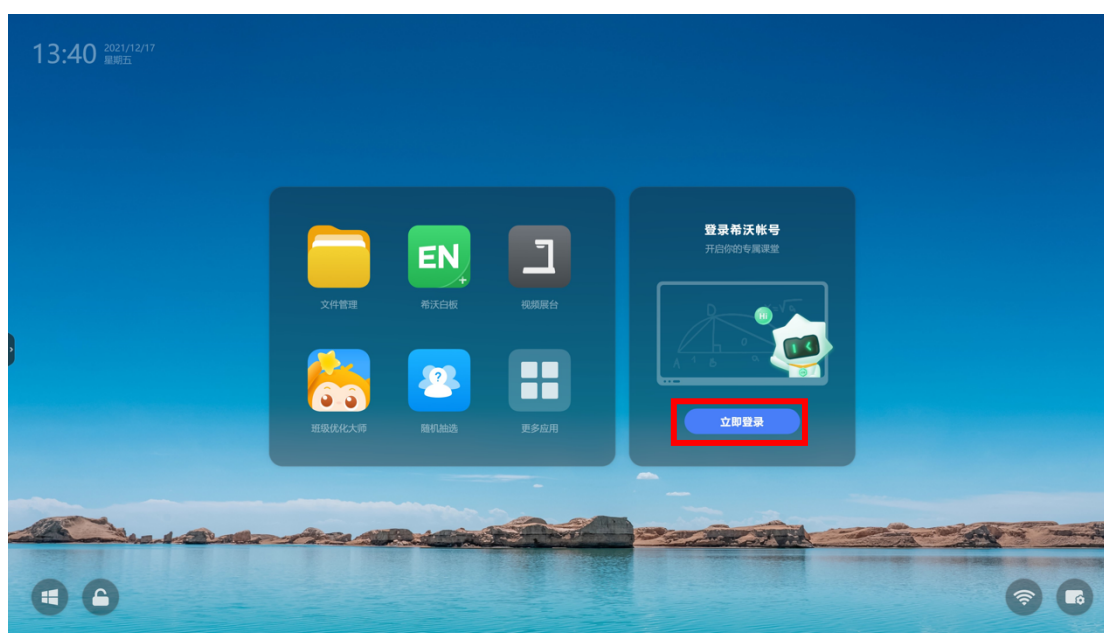 13:40 2021/12/17
星期五
登录希沃帐号
开启你的专属课堂
EN
文件管理
希沃白板
视频展台
Hi
D
A
B
立即登录
班级优化大师
随机抽选
更多应用